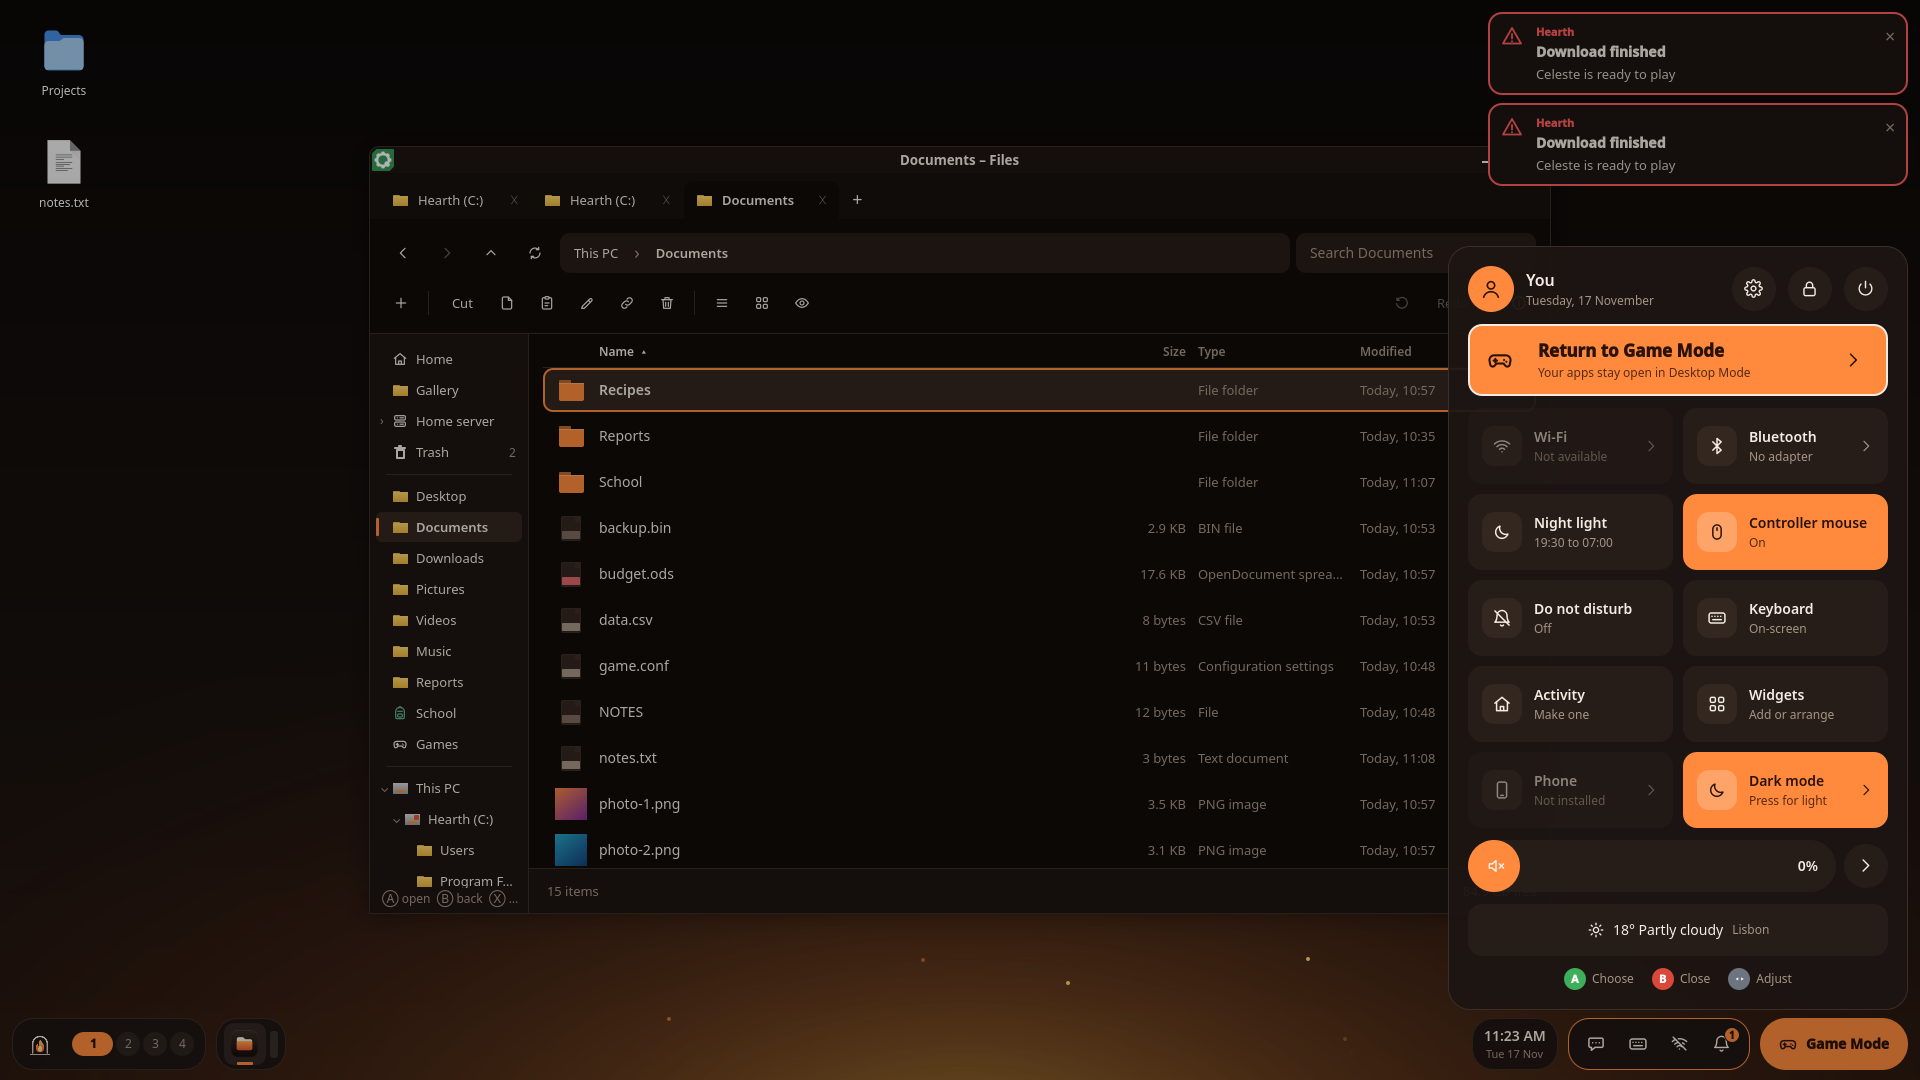 Projects
notes.txt
Hearth
Download finished
Celeste is ready to play
Hearth
Download finished
Celeste is ready to play
Documents – Files
Hearth (C:)
Hearth (C:)
Documents
This PC
Documents
Search Documents
Cut
Home
Gallery
Home server
Trash 2
Desktop
Documents
Downloads
Pictures
Videos
Music
Reports
School
Games
This PC
Hearth (C:)
Users
Program F...
A open B back X ...
Name Size Type Modified
Recipes File folder Today, 10:57
Reports File folder Today, 10:35
School File folder Today, 11:07
backup.bin 2.9 KB BIN file Today, 10:53
budget.ods 17.6 KB OpenDocument sprea... Today, 10:57
data.csv 8 bytes CSV file Today, 10:53
game.conf 11 bytes Configuration settings Today, 10:48
NOTES 12 bytes File Today, 10:48
notes.txt 3 bytes Text document Today, 11:08
photo-1.png 3.5 KB PNG image Today, 10:57
photo-2.png 3.1 KB PNG image Today, 10:57
15 items
You
Tuesday, 17 November
Return to Game Mode
Your apps stay open in Desktop Mode
Wi-Fi
Not available
Bluetooth
No adapter
Night light
19:30 to 07:00
Controller mouse
On
Do not disturb
Off
Keyboard
On-screen
Activity
Make one
Widgets
Add or arrange
Phone
Not installed
Dark mode
Press for light
0%
18° Partly cloudy Lisbon
A Choose B Close Adjust
1 2 3 4
11:23 AM
Tue 17 Nov
1
Game Mode